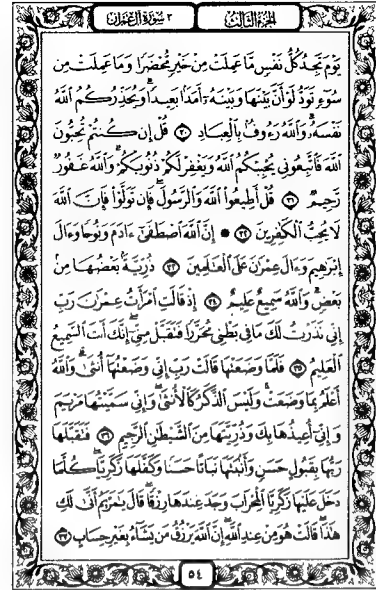 الجزء الثالث
٣ سورة آل عمران
يَوْمَ تَجِدُ كُلُّ نَفْسٍ مَّا عَمِلَتْ مِنْ خَيْرٍ مُّحْضَرًا وَمَا عَمِلَتْ مِن
سُوٓءٍ تَوَدُّ لَوْ أَنَّ بَيْنَهَا وَبَيْنَهُۥٓ أَمَدًۢا بَعِيدًا ۗ وَيُحَذِّرُكُمُ ٱللَّهُ
نَفْسَهُۥ ۗ وَٱللَّهُ رَءُوفٌۢ بِٱلْعِبَادِ ٣٠ قُلْ إِن كُنتُمْ تُحِبُّونَ
ٱللَّهَ فَٱتَّبِعُونِى يُحْبِبْكُمُ ٱللَّهُ وَيَغْفِرْ لَكُمْ ذُنُوبَكُمْ ۗ وَٱللَّهُ غَفُورٌ
رَّحِيمٌ ٣١ قُلْ أَطِيعُوا۟ ٱللَّهَ وَٱلرَّسُولَ ۖ فَإِن تَوَلَّوْا۟ فَإِنَّ ٱللَّهَ
لَا يُحِبُّ ٱلْكَٰفِرِينَ ٣٢ ۞ إِنَّ ٱللَّهَ ٱصْطَفَىٰٓ ءَادَمَ وَنُوحًا وَءَالَ
إِبْرَٰهِيمَ وَءَالَ عِمْرَٰنَ عَلَى ٱلْعَٰلَمِينَ ٣٣ ذُرِّيَّةًۢ بَعْضُهَا مِنۢ
بَعْضٍ ۗ وَٱللَّهُ سَمِيعٌ عَلِيمٌ ٣٤ إِذْ قَالَتِ ٱمْرَأَتُ عِمْرَٰنَ رَبِّ
إِنِّى نَذَرْتُ لَكَ مَا فِى بَطْنِى مُحَرَّرًا فَتَقَبَّلْ مِنِّىٓ ۖ إِنَّكَ أَنتَ ٱلسَّمِيعُ
ٱلْعَلِيمُ ٣٥ فَلَمَّا وَضَعَتْهَا قَالَتْ رَبِّ إِنِّى وَضَعْتُهَآ أُنثَىٰ وَٱللَّهُ
أَعْلَمُ بِمَا وَضَعَتْ وَلَيْسَ ٱلذَّكَرُ كَٱلْأُنثَىٰ ۖ وَإِنِّى سَمَّيْتُهَا مَرْيَمَ
وَإِنِّىٓ أُعِيذُهَا بِكَ وَذُرِّيَّتَهَا مِنَ ٱلشَّيْطَٰنِ ٱلرَّجِيمِ ٣٦ فَتَقَبَّلَهَا
رَبُّهَا بِقَبُولٍ حَسَنٍ وَأَنۢبَتَهَا نَبَاتًا حَسَنًا وَكَفَّلَهَا زَكَرِيَّا ۖ كُلَّمَا
دَخَلَ عَلَيْهَا زَكَرِيَّا ٱلْمِحْرَابَ وَجَدَ عِندَهَا رِزْقًا ۖ قَالَ يَٰمَرْيَمُ أَنَّىٰ لَكِ
هَٰذَا ۖ قَالَتْ هُوَ مِنْ عِندِ ٱللَّهِ ۖ إِنَّ ٱللَّهَ يَرْزُقُ مَن يَشَآءُ بِغَيْرِ حِسَابٍ ٣٧
٥٤